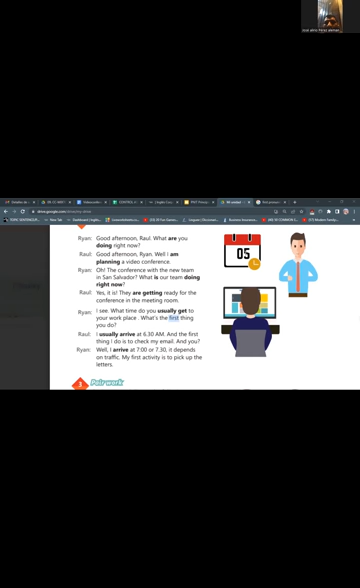 drive.google.com/drive/my-drive
Ryan: Good afternoon, Raul. What are you
doing right now?
Raul: Good afternoon, Ryan. Well I am
planning a video conference.
Ryan: Oh! The conference with the new team
in San Salvador? What is our team doing
right now?
Raul: Yes, it is! They are getting ready for the
conference in the meeting room.
Ryan: I see. What time do you usually get to
your work place . What's the first thing
you do?
Raul: I usually arrive at 6.30 AM. And the first
thing I do is to check my email. And you?
Ryan: Well, I arrive at 7:00 or 7.30, it depends
on traffic. My first activity is to pick up the
letters.
05
3 Pair work